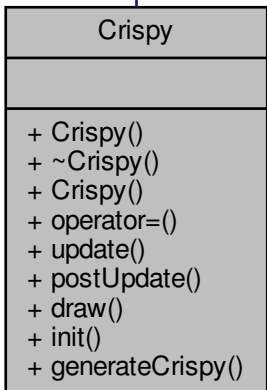 Crispy
+ Crispy()
+ ~Crispy()
+ Crispy()
+ operator=()
+ update()
+ postUpdate()
+ draw()
+ init()
+ generateCrispy()